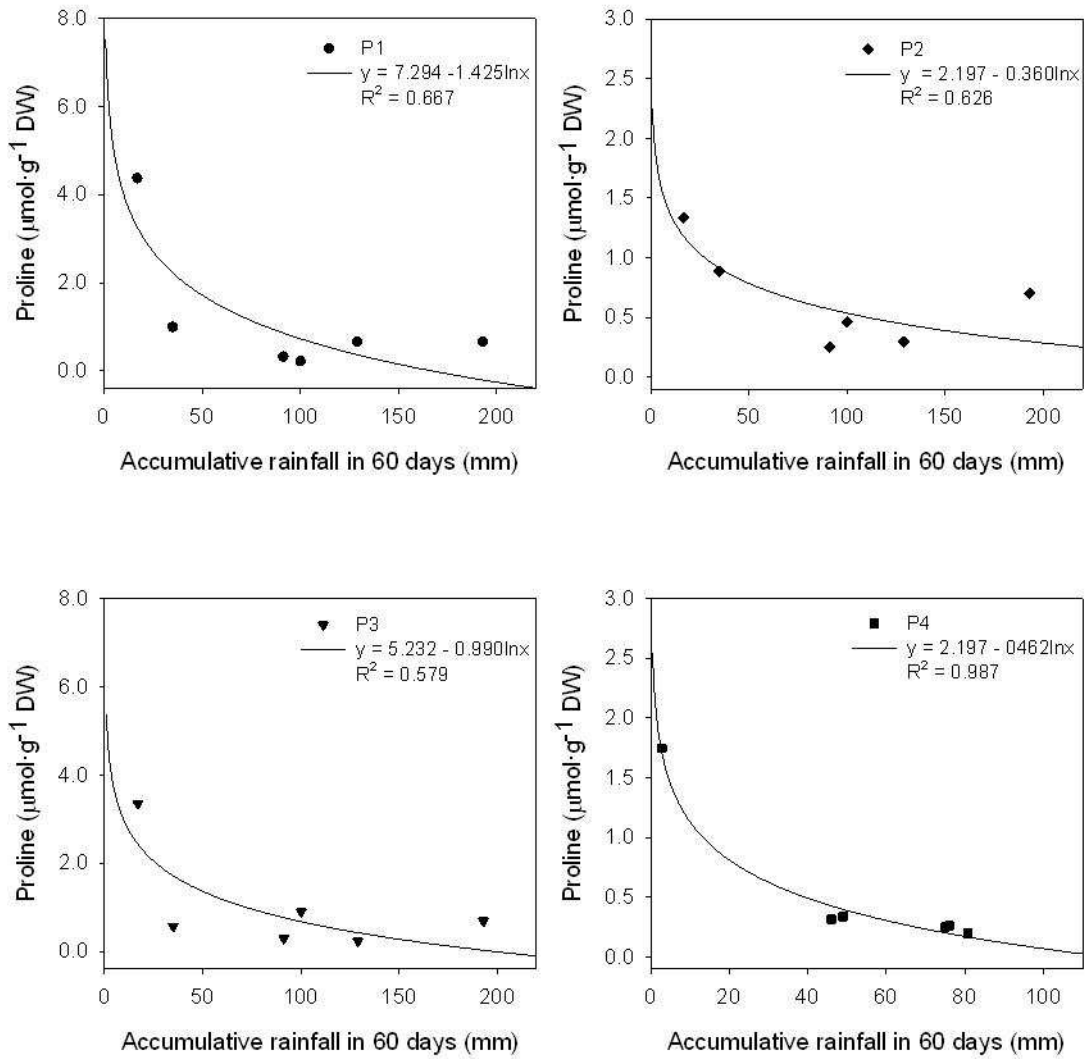 8.0
6.0
4.0
2.0
0.0
Proline (μmol·g⁻¹ DW)
P1
y = 7.294 -1.425lnx
R² = 0.667
0 50 100 150 200
Accumulative rainfall in 60 days (mm)
3.0
2.5
2.0
1.5
1.0
0.5
0.0
Proline (μmol·g⁻¹ DW)
P2
y = 2.197 - 0.360lnx
R² = 0.626
0 50 100 150 200
Accumulative rainfall in 60 days (mm)
8.0
6.0
4.0
2.0
0.0
Proline (μmol·g⁻¹ DW)
P3
y = 5.232 - 0.990lnx
R² = 0.579
0 50 100 150 200
Accumulative rainfall in 60 days (mm)
3.0
2.5
2.0
1.5
1.0
0.5
0.0
Proline (μmol·g⁻¹ DW)
P4
y = 2.197 - 0462lnx
R² = 0.987
0 20 40 60 80 100
Accumulative rainfall in 60 days (mm)